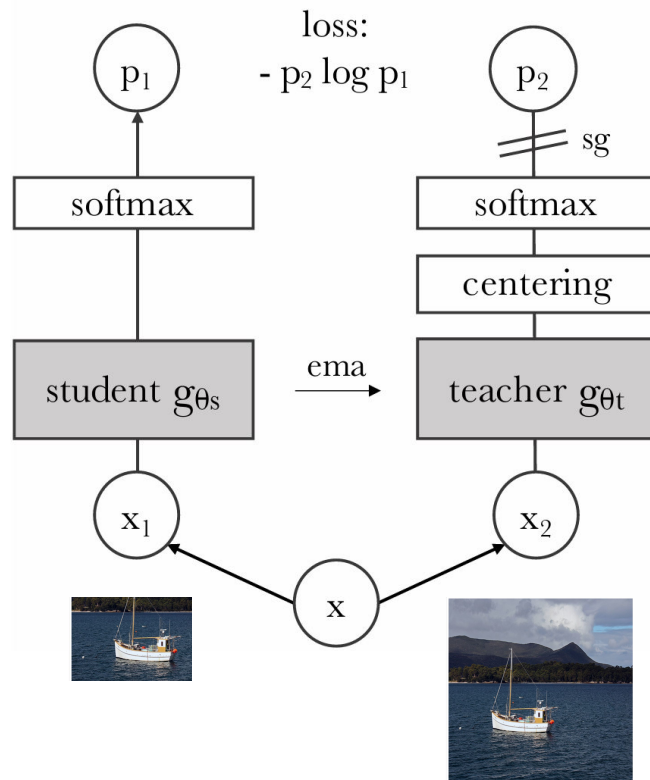 loss:
- p₂ log p₁
p₁
p₂
sg
softmax
softmax
centering
student gθs
ema
teacher gθt
x₁
x₂
x